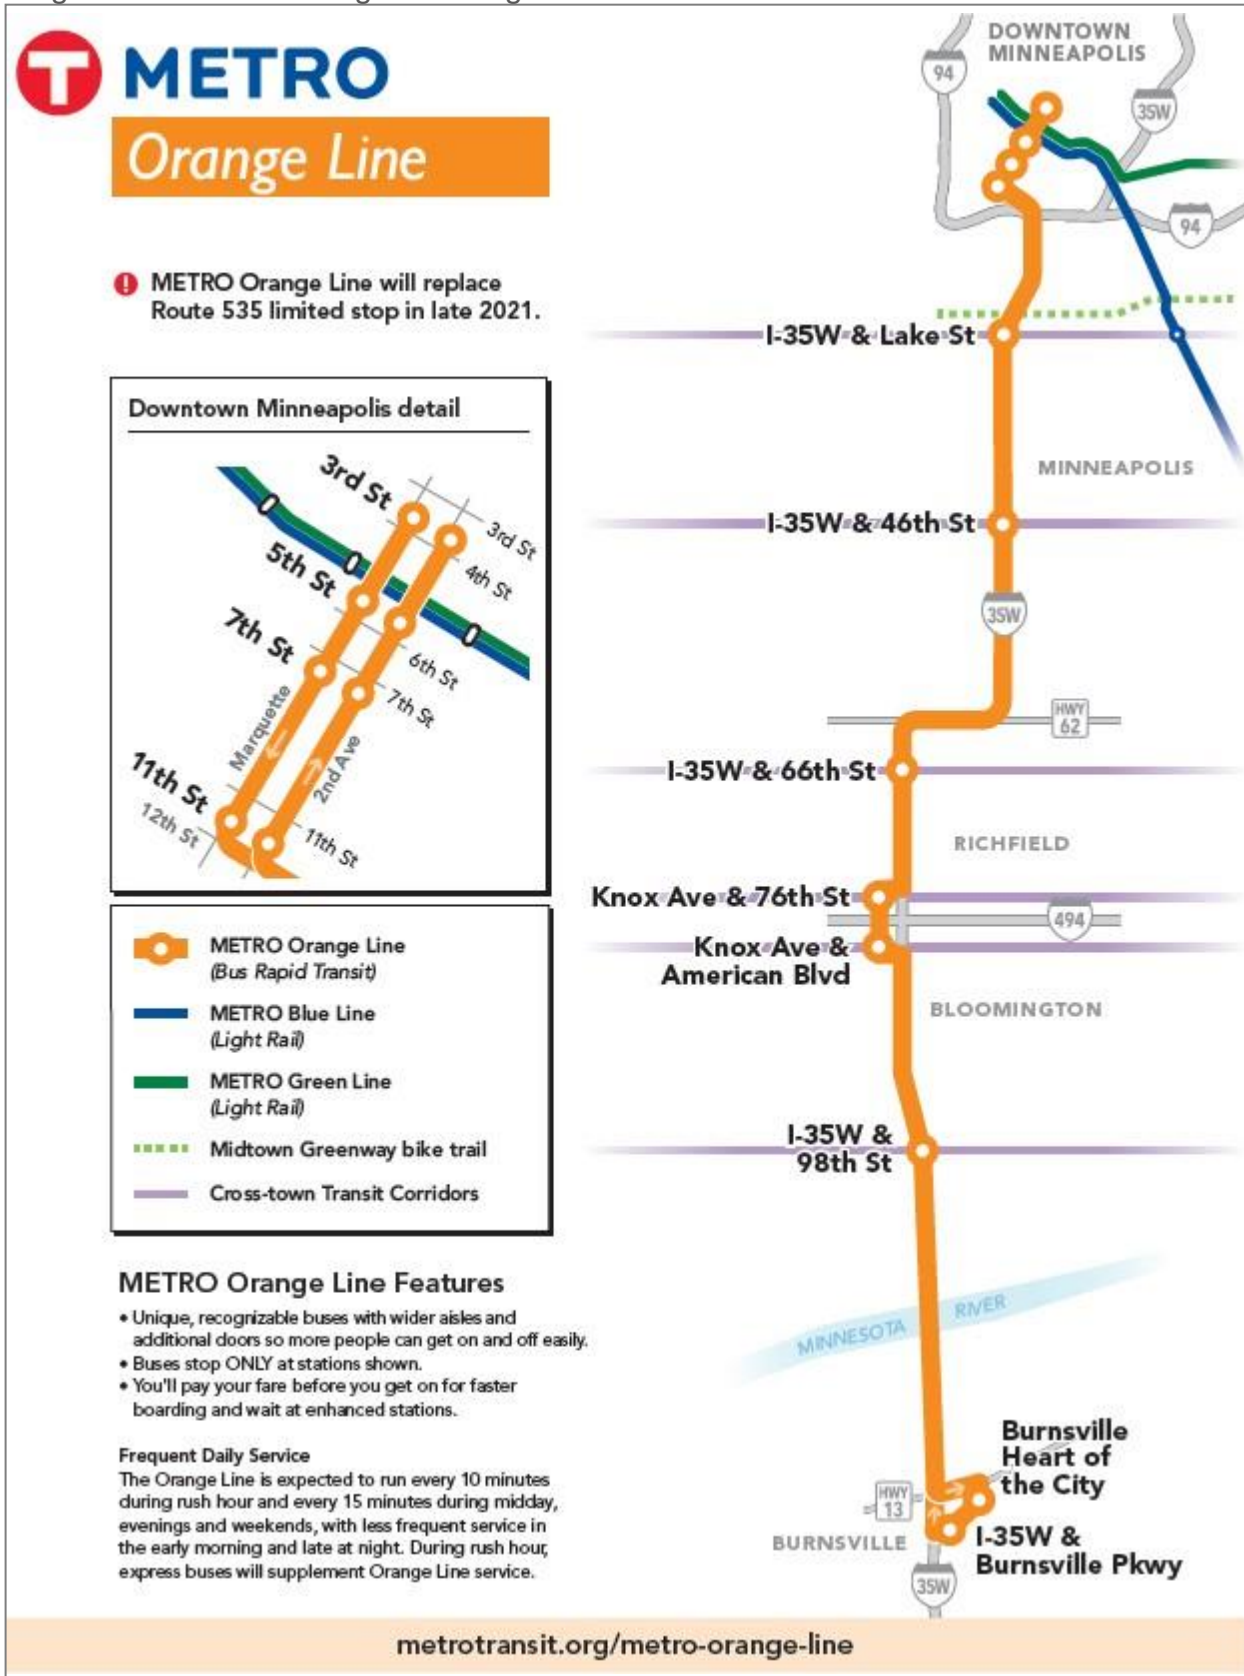 T METRO
Orange Line
! METRO Orange Line will replace
Route 535 limited stop in late 2021.
Downtown Minneapolis detail
3rd St
5th St
7th St
11th St
12th St
3rd St
4th St
6th St
7th St
11th St
Marquette
2nd Ave
METRO Orange Line
(Bus Rapid Transit)
METRO Blue Line
(Light Rail)
METRO Green Line
(Light Rail)
Midtown Greenway bike trail
Cross-town Transit Corridors
METRO Orange Line Features
• Unique, recognizable buses with wider aisles and
additional doors so more people can get on and off easily.
• Buses stop ONLY at stations shown.
• You'll pay your fare before you get on for faster
boarding and wait at enhanced stations.
Frequent Daily Service
The Orange Line is expected to run every 10 minutes
during rush hour and every 15 minutes during midday,
evenings and weekends, with less frequent service in
the early morning and late at night. During rush hour,
express buses will supplement Orange Line service.
DOWNTOWN
MINNEAPOLIS
94
35W
94
I-35W & Lake St
MINNEAPOLIS
I-35W & 46th St
35W
HWY
62
I-35W & 66th St
RICHFIELD
Knox Ave & 76th St
494
Knox Ave &
American Blvd
BLOOMINGTON
I-35W &
98th St
MINNESOTA RIVER
Burnsville
Heart of
the City
HWY
13
BURNSVILLE
I-35W &
Burnsville Pkwy
35W
metrotransit.org/metro-orange-line